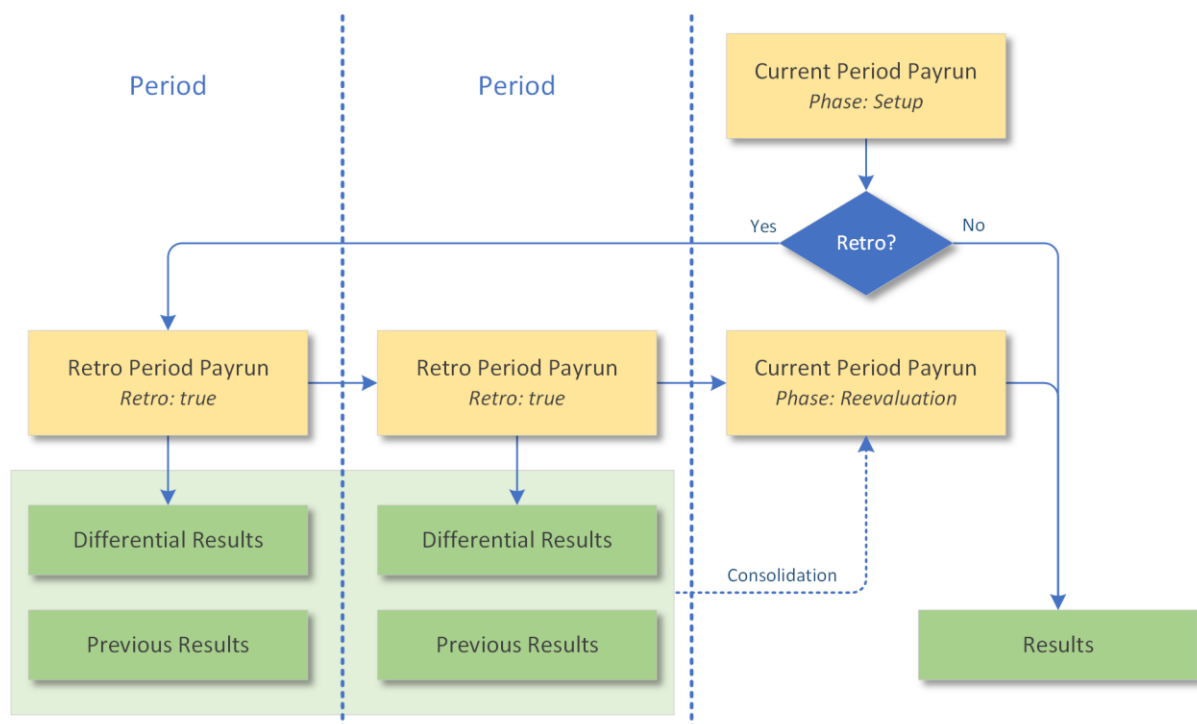 Period
Period
Current Period Payrun
Phase: Setup
Yes
Retro?
No
Retro Period Payrun
Retro: true
Retro Period Payrun
Retro: true
Current Period Payrun
Phase: Reevaluation
Differential Results
Differential Results
Consolidation
Previous Results
Previous Results
Results